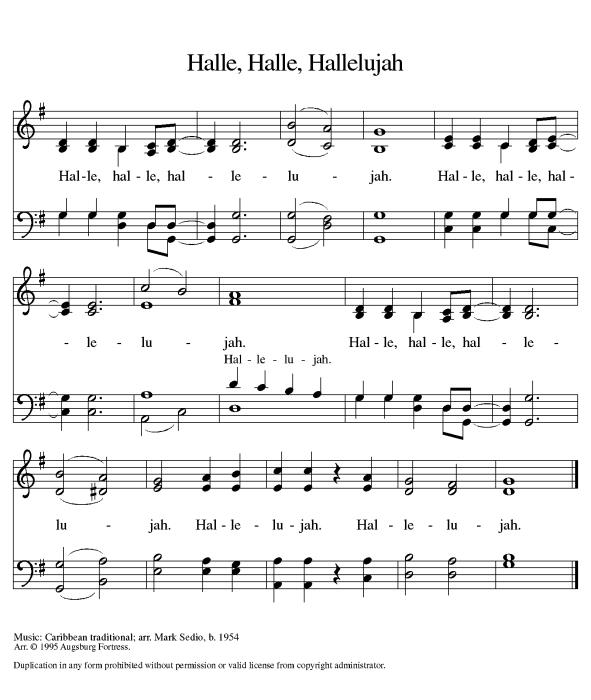 Halle, Halle, Hallelujah
Hal-le, hal-le, hal - le - lu - jah. Hal-le, hal-le, hal-
- le - lu - jah. Hal-le, hal-le, hal - le -
Hal - le - lu - jah.
lu - jah. Hal-le-lu-jah. Hal-le-lu-jah.
Music: Caribbean traditional; arr. Mark Sedio, b. 1954
Arr. © 1995 Augsburg Fortress.
Duplication in any form prohibited without permission or valid license from copyright administrator.